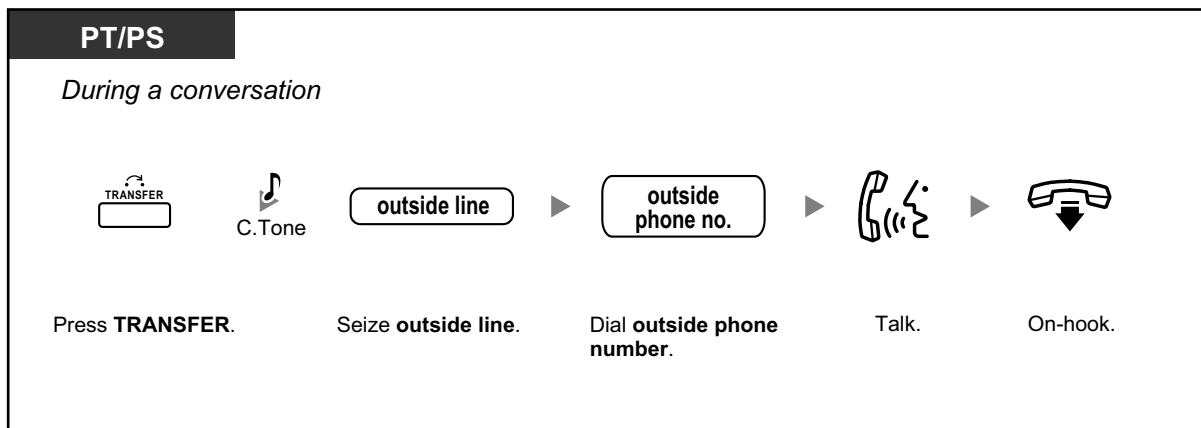 PT/PS
During a conversation
TRANSFER
C.Tone
outside line
outside
phone no.
Press TRANSFER.
Seize outside line.
Dial outside phone
number.
Talk.
On-hook.